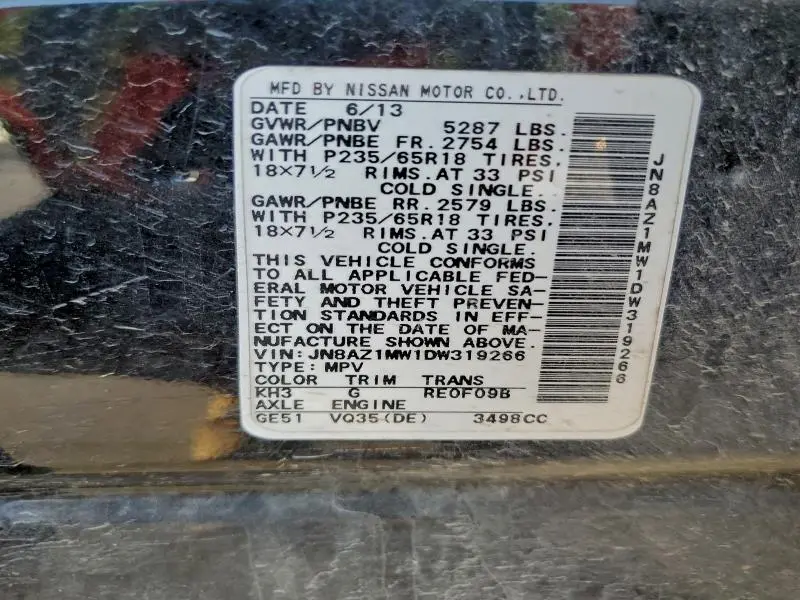 MFD BY NISSAN MOTOR CO.,LTD.
DATE 6/13
GVWR/PNBV 5287 LBS.
GAWR/PNBE FR. 2754 LBS.
WITH P235/65R18 TIRES,
18×7½ RIMS.AT 33 PSI
COLD SINGLE.
GAWR/PNBE RR. 2579 LBS.
WITH P235/65R18 TIRES,
18×7½ RIMS.AT 33 PSI
COLD SINGLE.
THIS VEHICLE CONFORMS
TO ALL APPLICABLE FED-
ERAL MOTOR VEHICLE SA-
FETY AND THEFT PREVEN-
TION STANDARDS IN EFF-
ECT ON THE DATE OF MA-
NUFACTURE SHOWN ABOVE.
VIN:JN8AZ1MW1DW319266
TYPE:MPV
COLOR TRIM TRANS
KH3 G RE0F09B
AXLE ENGINE
GE51 VQ35(DE) 3498CC
JN8AZ1MW1DW319266